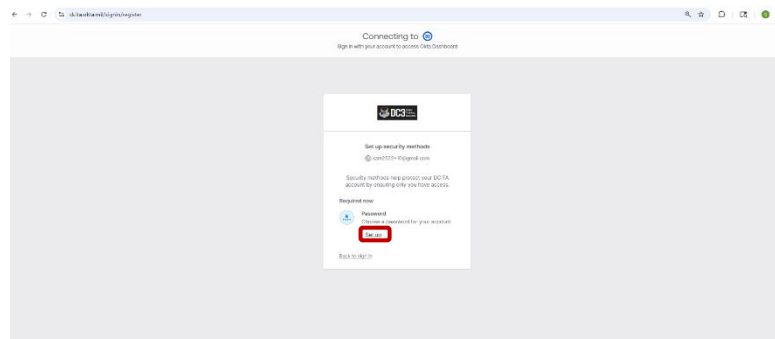 Connecting to
Sign in with your account to access Okta Dashboard
DC3
Set up security methods
Security methods help protect your DCITA
account by ensuring only you have access.
Required now
Password
Choose a password for your account
Set up
Back to sign in